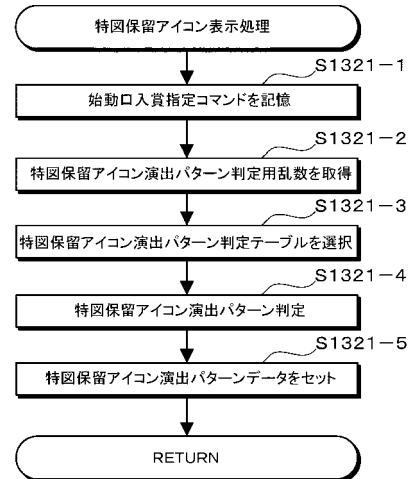 特図保留アイコン表示処理
S1321−1
始動口入賞指定コマンドを記憶
S1321−2
特図保留アイコン演出パターン判定用乱数を取得
S1321−3
特図保留アイコン演出パターン判定テーブルを選択
S1321−4
特図保留アイコン演出パターン判定
S1321−5
特図保留アイコン演出パターンデータをセット
RETURN